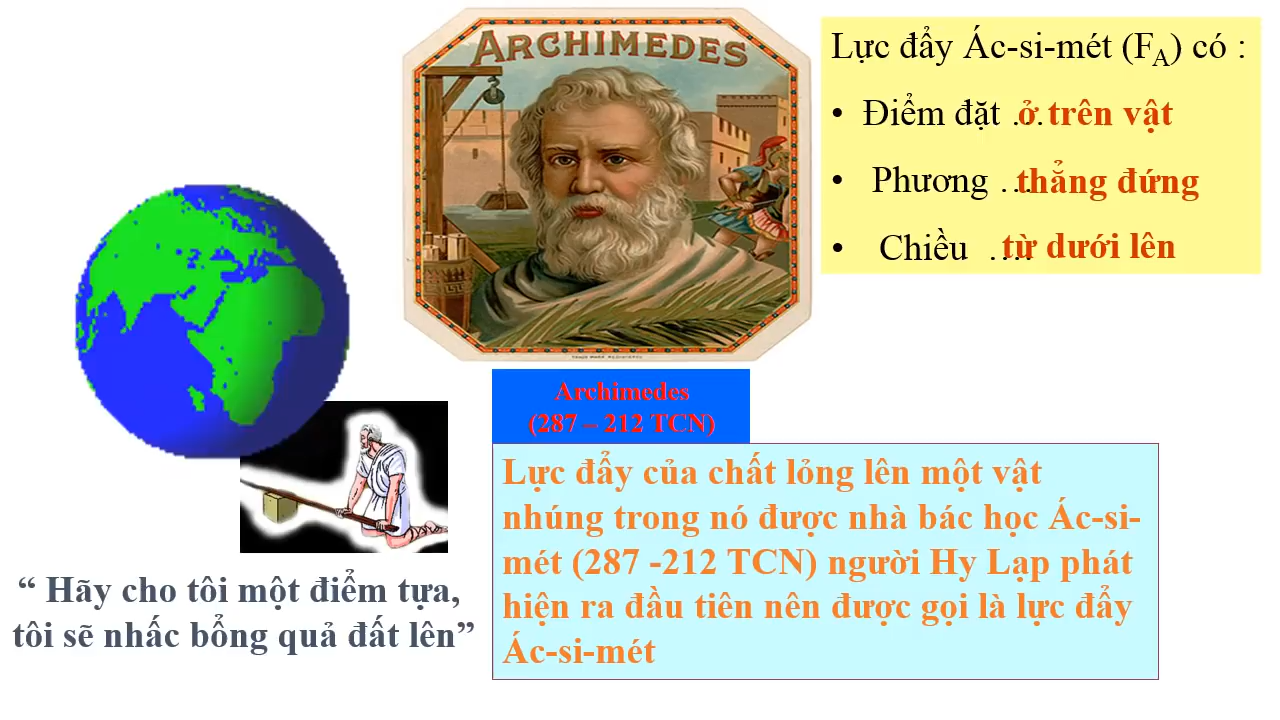 ARCHIMEDES
Lực đẩy Ác-si-mét (FA) có :
• Điểm đặt …. ở trên vật
• Phương …. thẳng đứng
• Chiều …. từ dưới lên
Archimedes
(287 – 212 TCN)
Lực đẩy của chất lỏng lên một vật
nhúng trong nó được nhà bác học Ác-si-
mét (287 -212 TCN) người Hy Lạp phát
hiện ra đầu tiên nên được gọi là lực đẩy
Ác-si-mét
“ Hãy cho tôi một điểm tựa,
tôi sẽ nhấc bổng quả đất lên”